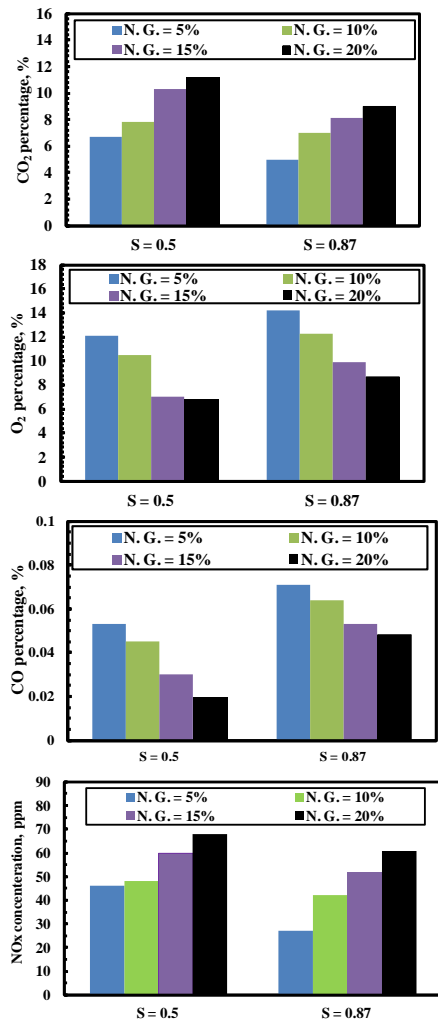 16
14
12
10
8
6
4
2
0
CO₂ percentage, %
N. G. = 5% N. G. = 10%
N. G. = 15% N. G. = 20%
S = 0.5 S = 0.87
18
16
14
12
10
8
6
4
2
0
O₂ percentage, %
N. G. = 5% N. G. = 10%
N. G. = 15% N. G. = 20%
S = 0.5 S = 0.87
0.1
0.08
0.06
0.04
0.02
0
CO percentage, %
N. G. = 5% N. G. = 10%
N. G. = 15% N. G. = 20%
S = 0.5 S = 0.87
90
80
70
60
50
40
30
20
10
0
NOx concenteration, ppm
N. G. = 5% N. G. = 10%
N. G. = 15% N. G. = 20%
S = 0.5 S = 0.87